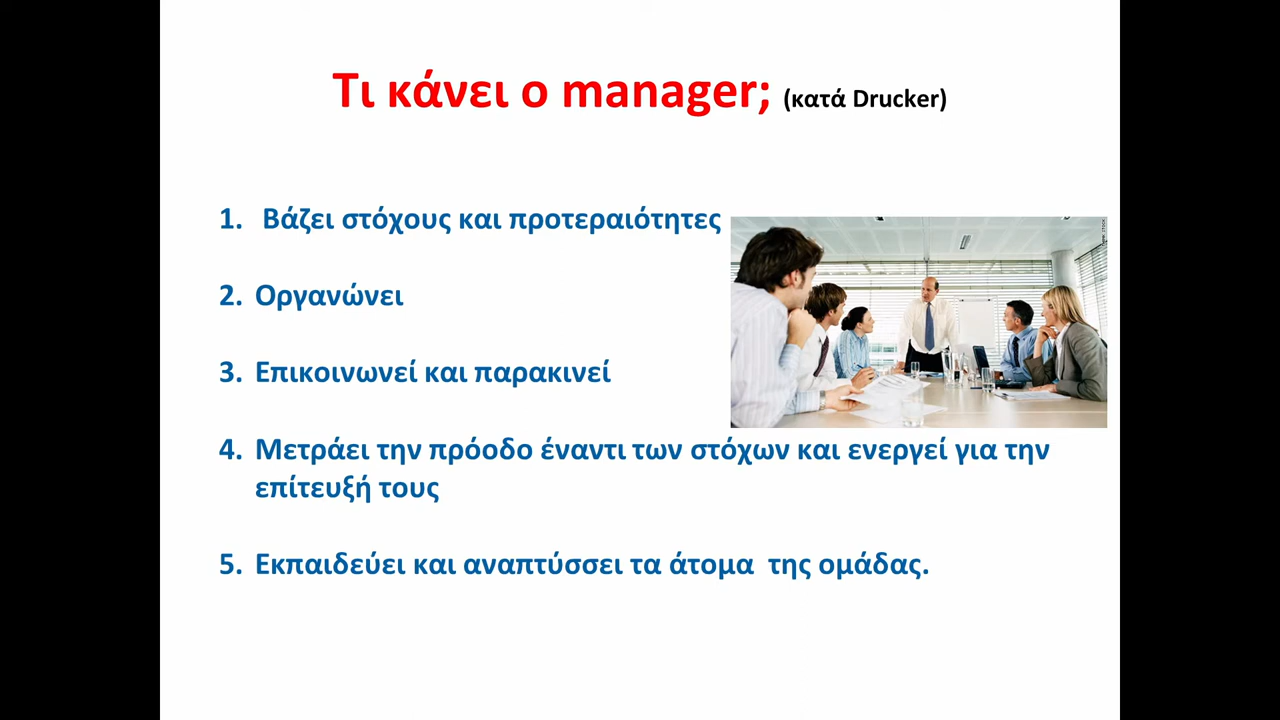 Τι κάνει ο manager; (κατά Drucker)
1. Βάζει στόχους και προτεραιότητες
2. Οργανώνει
3. Επικοινωνεί και παρακινεί
4. Μετράει την πρόοδο έναντι των στόχων και ενεργεί για την
επίτευξή τους
5. Εκπαιδεύει και αναπτύσσει τα άτομα της ομάδας.